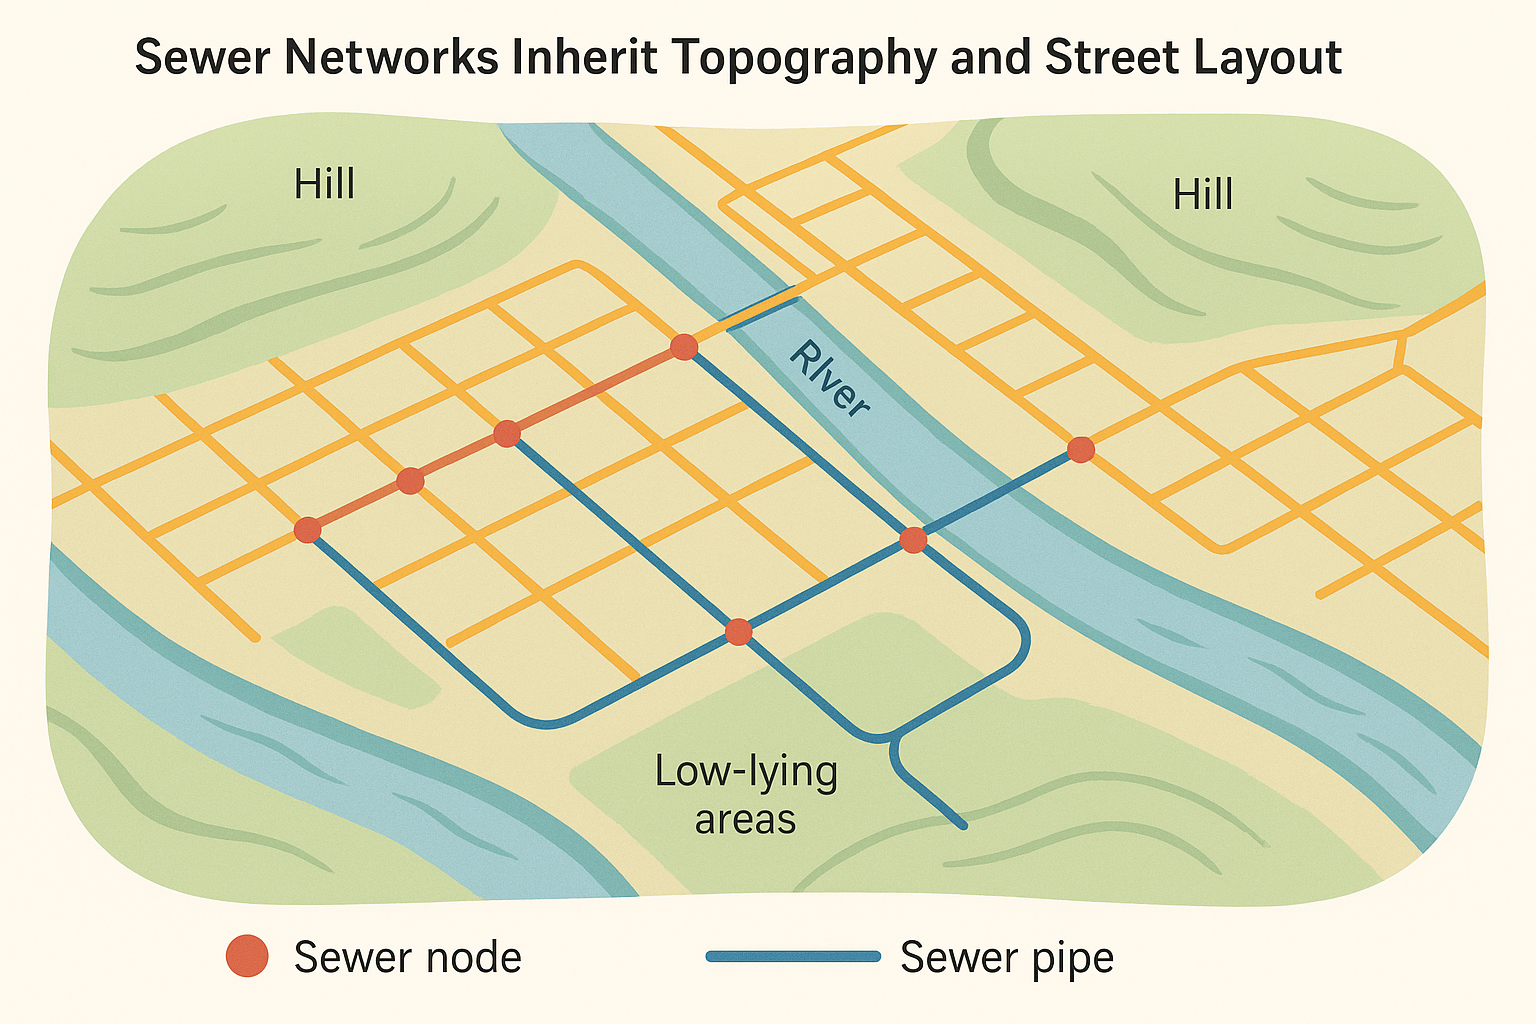 Sewer Networks Inherit Topography and Street Layout
Hill
Hill
RIver
Low-lying
areas
Sewer node
Sewer pipe